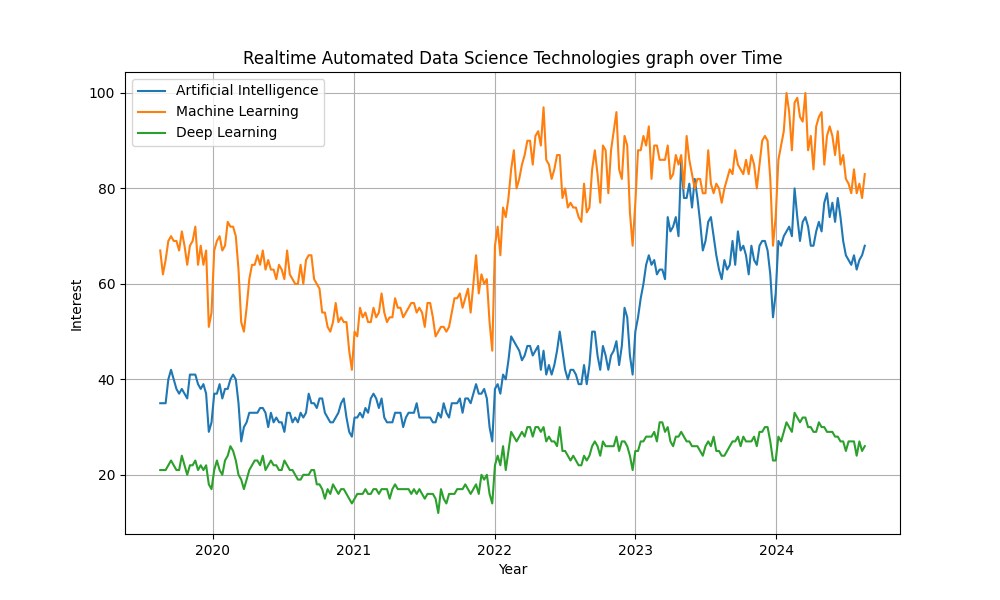 Realtime Automated Data Science Technologies graph over Time
Artificial Intelligence
Machine Learning
Deep Learning
100
80
60
40
20
Interest
2020 2021 2022 2023 2024
Year